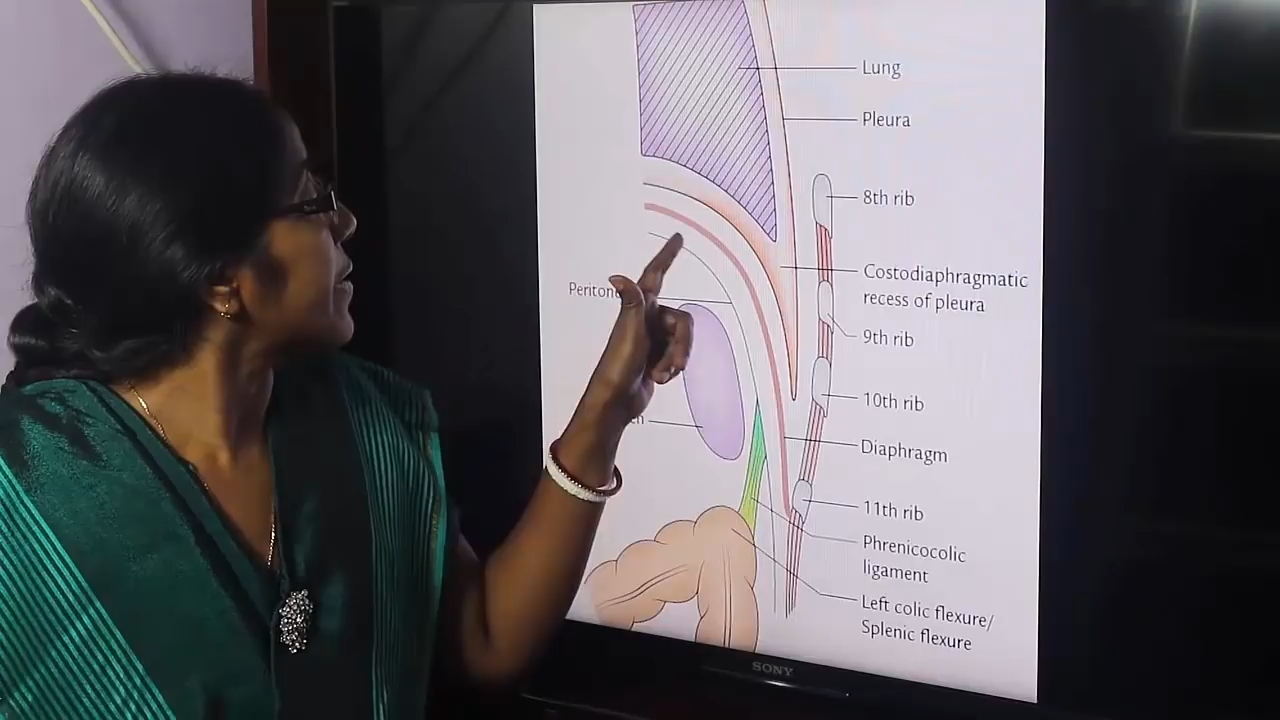 Lung
Pleura
8th rib
Costodiaphragmatic
recess of pleura
9th rib
10th rib
Diaphragm
11th rib
Phrenicocolic
ligament
Left colic flexure/
Splenic flexure
SONY